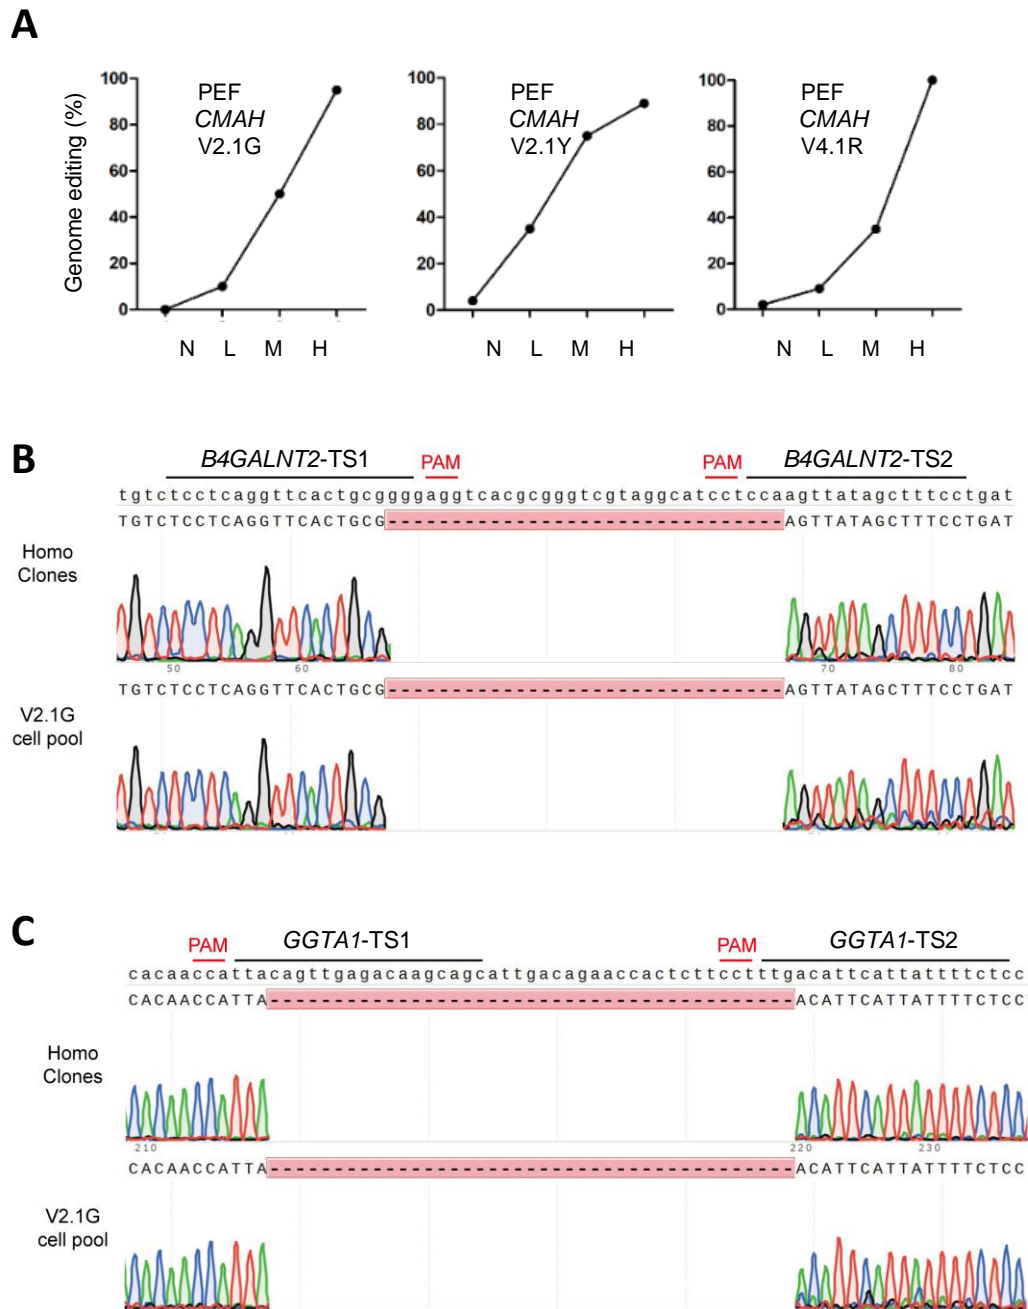 A
Genome editing (%)
100
80
60
40
20
0
PEF
CMAH
V2.1G
N L M H
100
80
60
40
20
0
PEF
CMAH
V2.1Y
N L M H
100
80
60
40
20
0
PEF
CMAH
V4.1R
N L M H
B
B4GALNT2-TS1 PAM PAM B4GALNT2-TS2
tgtctcctcaggttcactgcggggaggtcacgcgggtcgtaggcatcctccaagttatagctttcctgat
TGTCTCCTCAGGTTCACTGCG-------------------------------AGTTATAGCTTTCCTGAT
Homo
Clones
50 60 70 80
TGTCTCCTCAGGTTCACTGCG-------------------------------AGTTATAGCTTTCCTGAT
V2.1G
cell pool
C
PAM GGTA1-TS1 PAM GGTA1-TS2
cacaaccattacagttgagacaagcagcattgacagaaccactcttcctttgacattcattattttctcc
CACAACCATTA-----------------------------------------ACATTCATTATTTTCTCC
Homo
Clones
210 220 230
CACAACCATTA-----------------------------------------ACATTCATTATTTTCTCC
V2.1G
cell pool